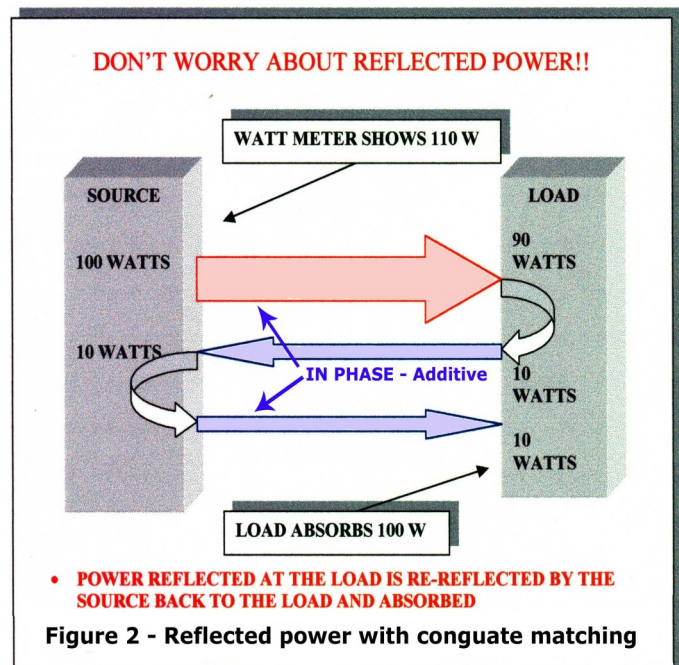 DON'T WORRY ABOUT REFLECTED POWER!!
WATT METER SHOWS 110 W
SOURCE
LOAD
100 WATTS
90
WATTS
10 WATTS
IN PHASE - Additive
10
WATTS
10
WATTS
LOAD ABSORBS 100 W
• POWER REFLECTED AT THE LOAD IS RE-REFLECTED BY THE
SOURCE BACK TO THE LOAD AND ABSORBED
Figure 2 - Reflected power with conguate matching